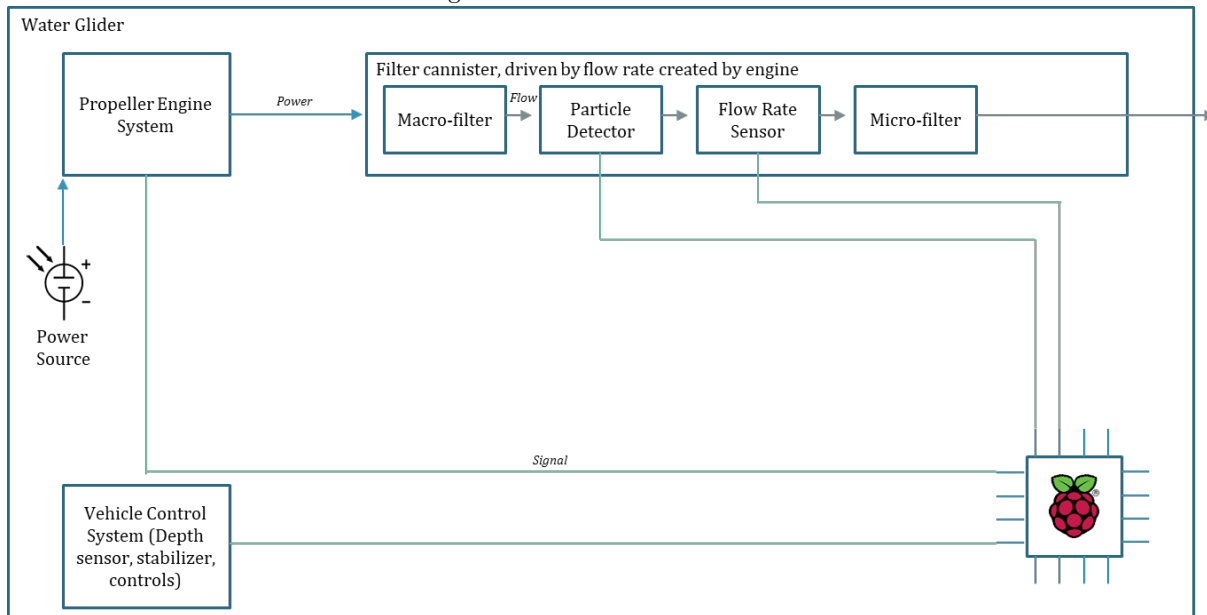 Water Glider
Propeller Engine
System
Power
Filter cannister, driven by flow rate created by engine
Macro-filter
Flow
Particle
Detector
Flow Rate
Sensor
Micro-filter
+
−
Power
Source
Signal
Vehicle Control
System (Depth
sensor, stabilizer,
controls)
®